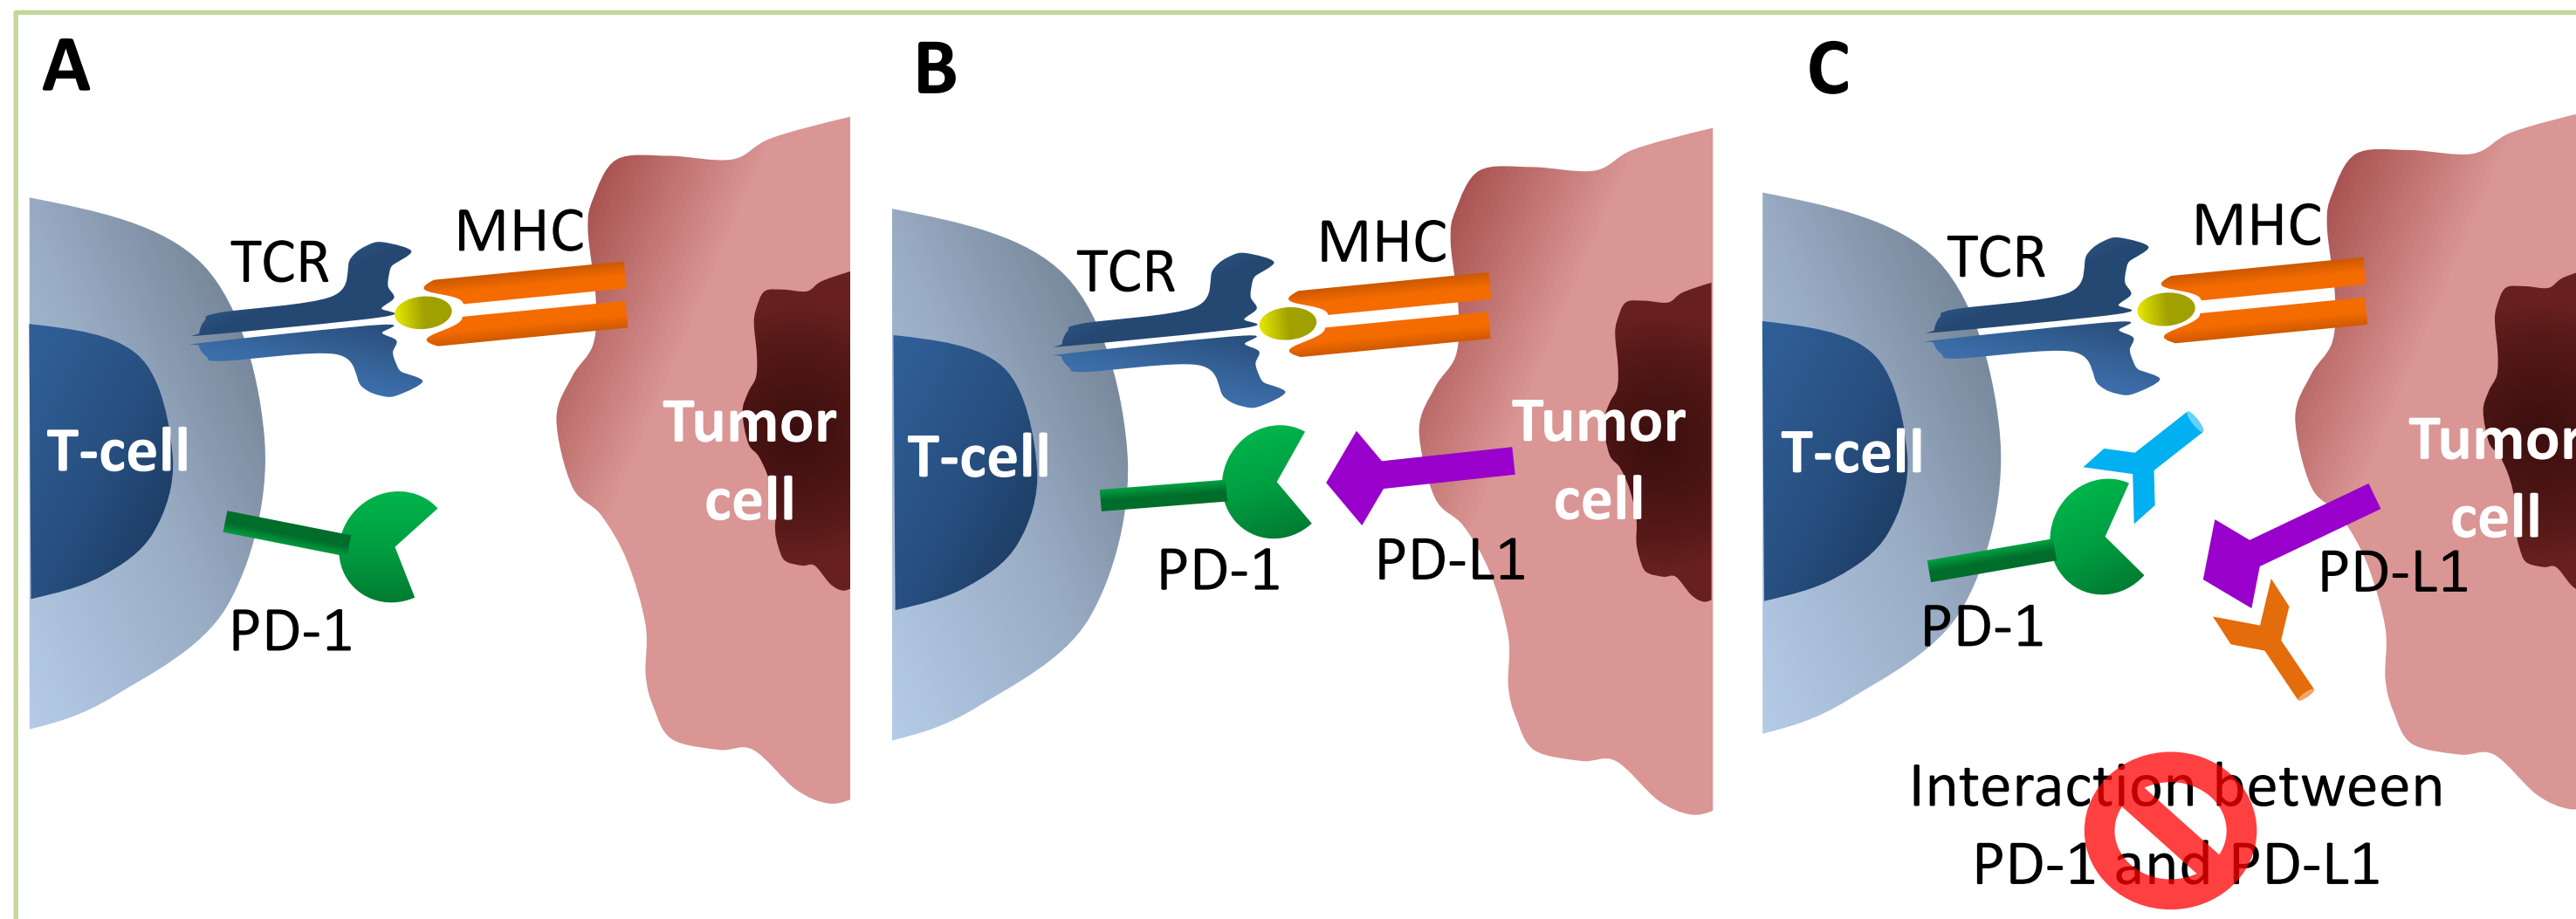 A
TCR
MHC
T-cell
Tumor
cell
PD-1
B
TCR
MHC
T-cell
Tumor
cell
PD-1
PD-L1
C
TCR
MHC
T-cell
Tumor
cell
PD-L1
PD-1
Interaction between
PD-1 and PD-L1